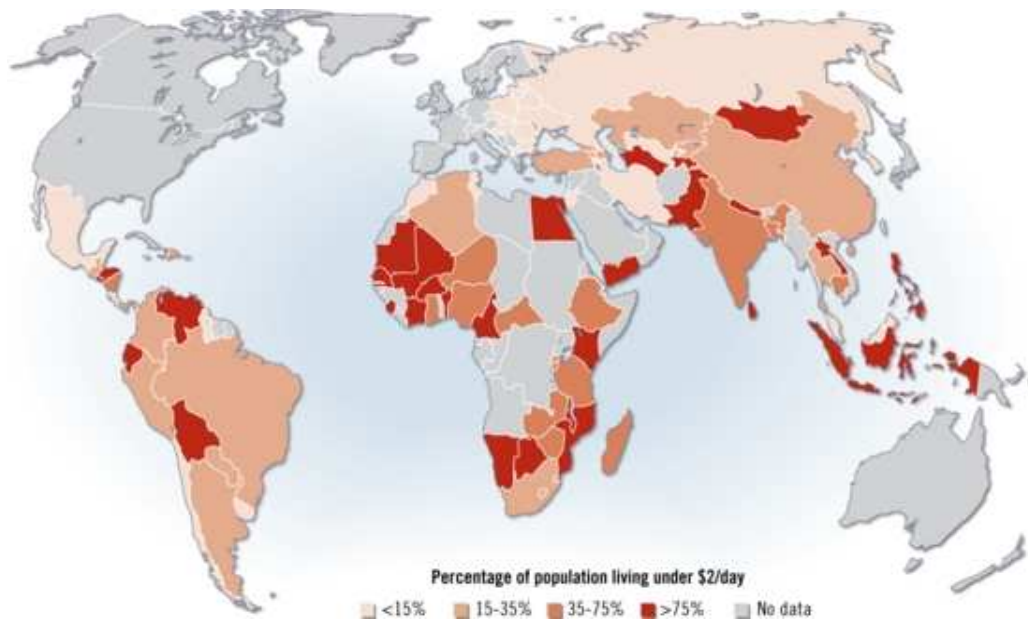 Percentage of population living under $2/day
<15% 15-35% 35-75% >75% No data